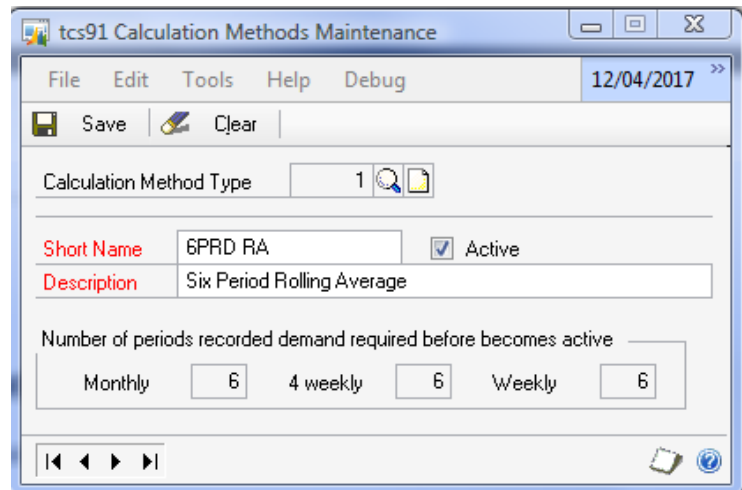 tcs91 Calculation Methods Maintenance
File Edit Tools Help Debug 12/04/2017 »
Save Clear
Calculation Method Type 1
Short Name 6PRD RA Active
Description Six Period Rolling Average
Number of periods recorded demand required before becomes active
Monthly 6 4 weekly 6 Weekly 6